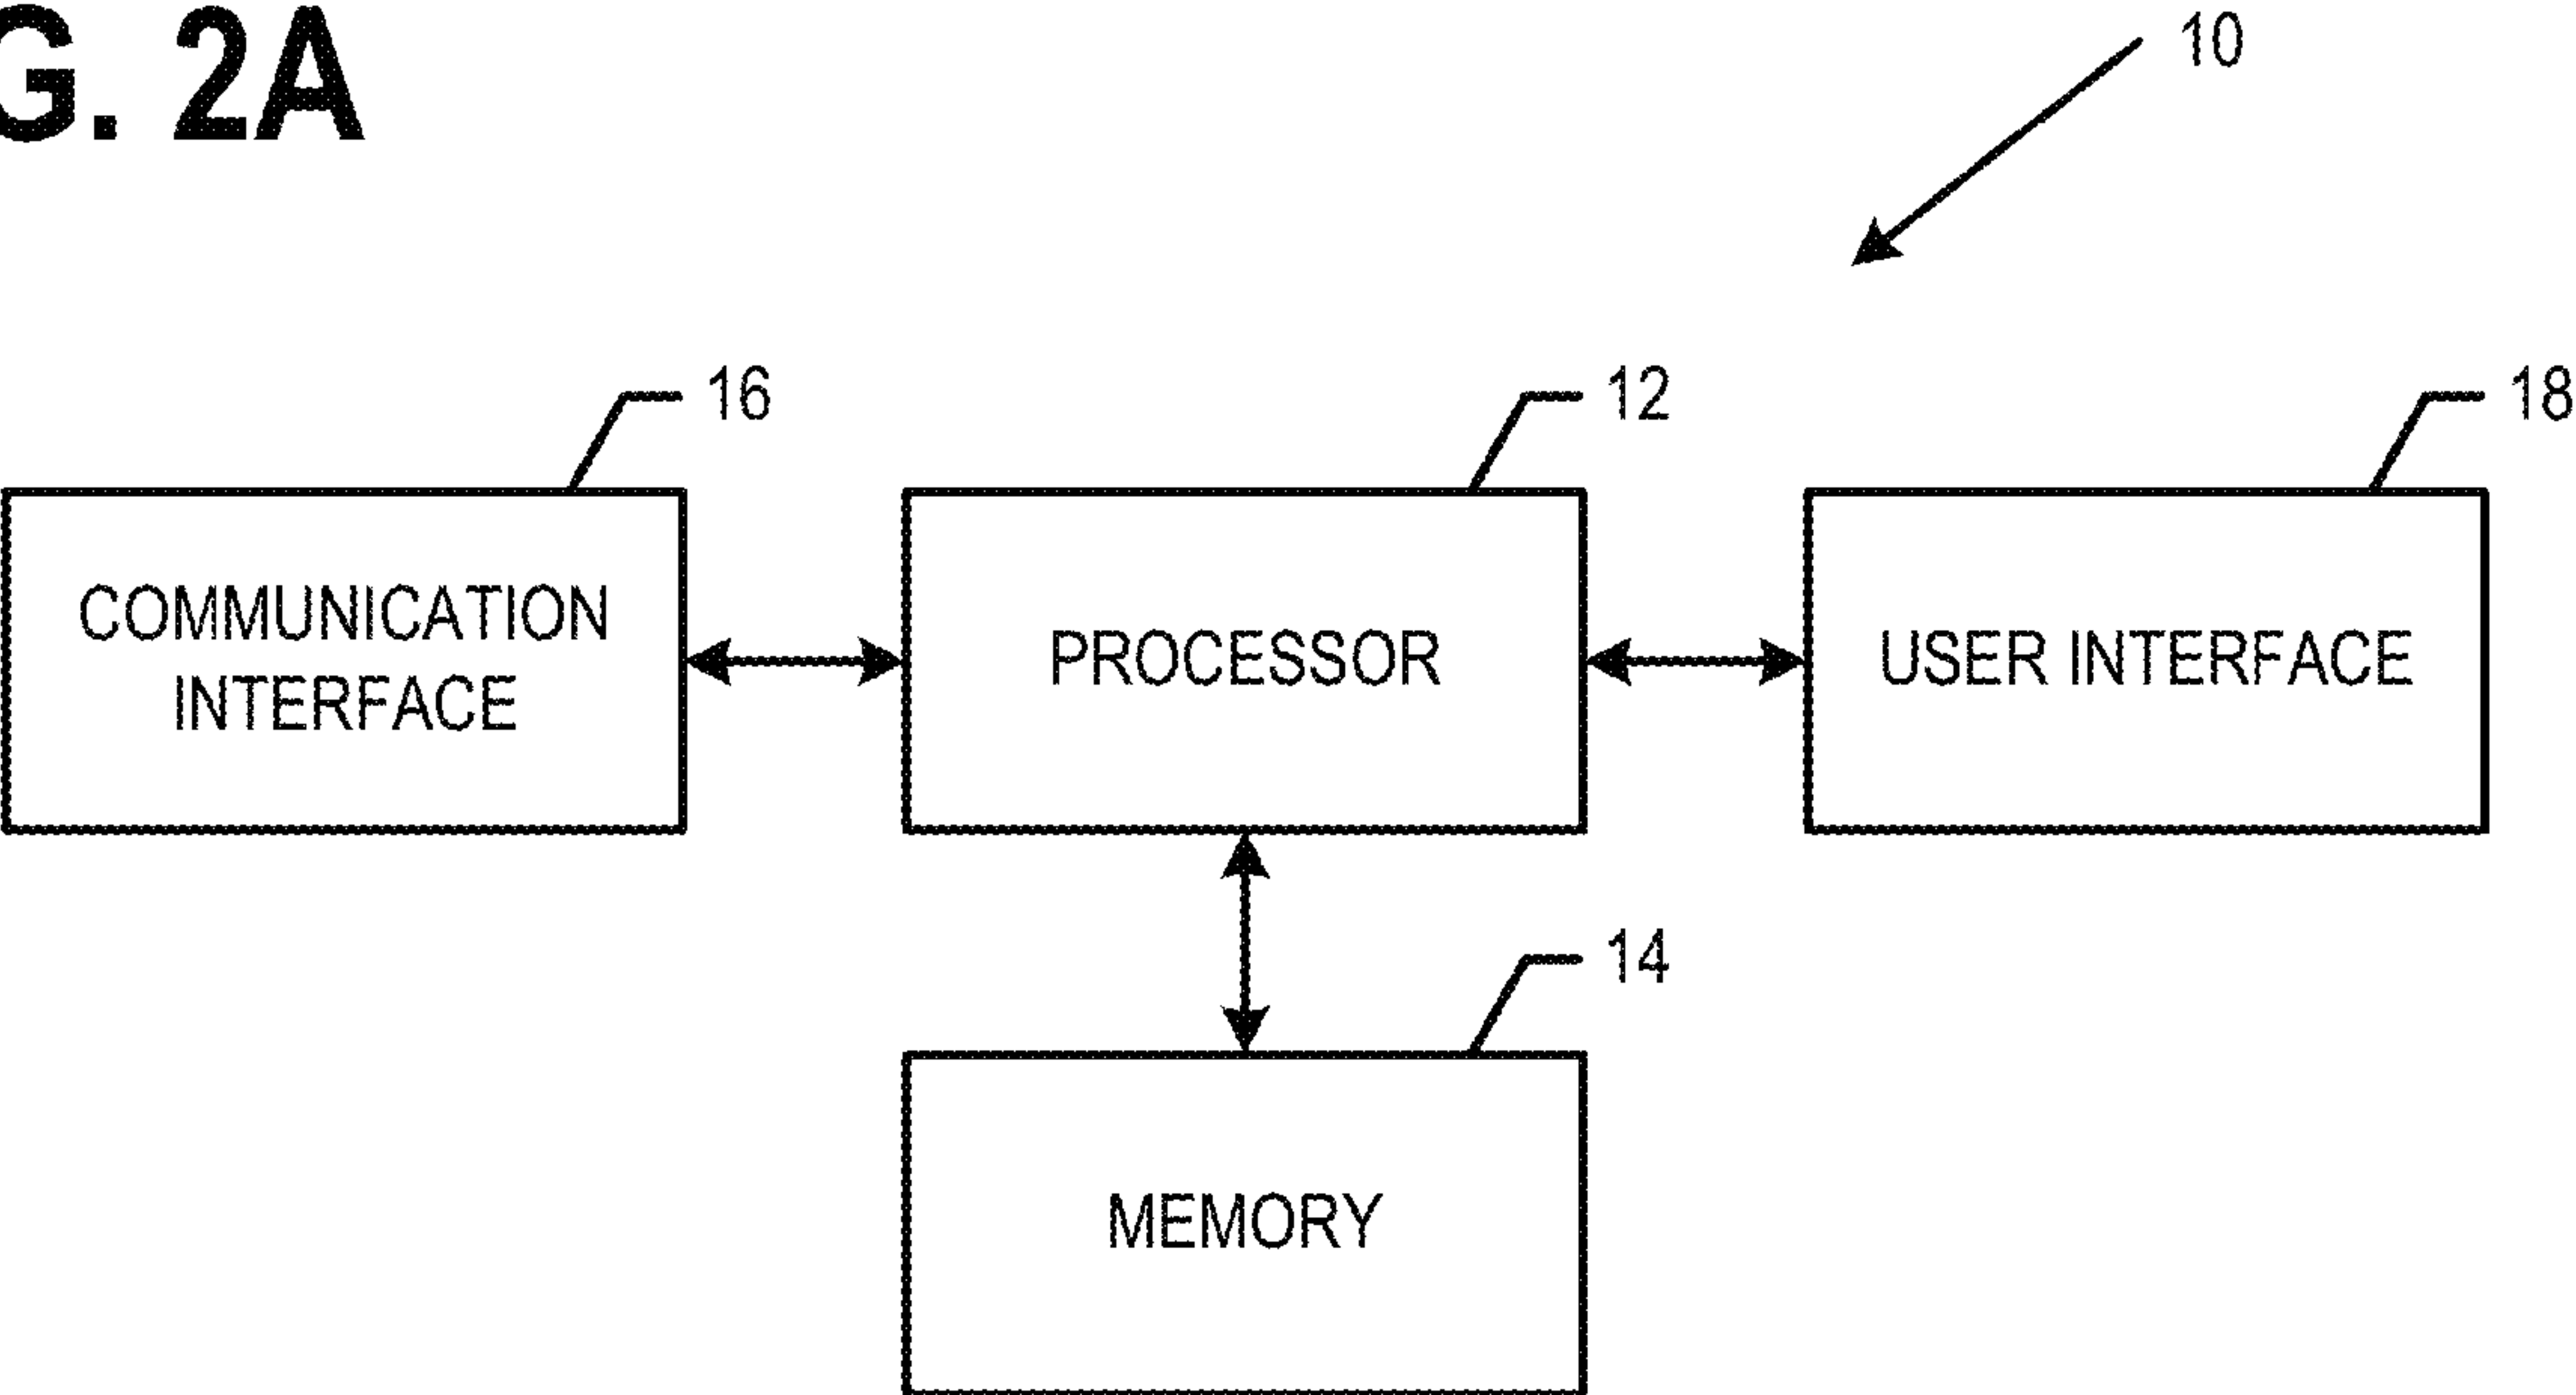 G. 2A
10
16
12
18
COMMUNICATION
INTERFACE
PROCESSOR
USER INTERFACE
14
MEMORY